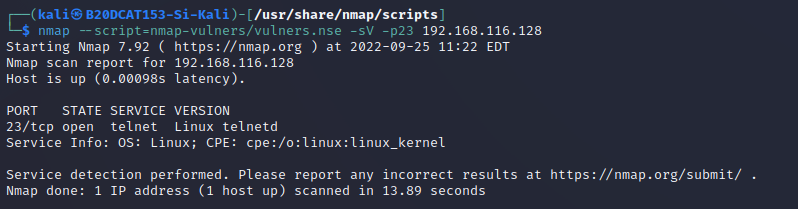 ┌──(kali㉿B20DCAT153-Si-Kali)-[/usr/share/nmap/scripts]
└─$ nmap --script=nmap-vulners/vulners.nse -sV -p23 192.168.116.128
Starting Nmap 7.92 ( https://nmap.org ) at 2022-09-25 11:22 EDT
Nmap scan report for 192.168.116.128
Host is up (0.00098s latency).

PORT   STATE SERVICE VERSION
23/tcp open  telnet  Linux telnetd
Service Info: OS: Linux; CPE: cpe:/o:linux:linux_kernel

Service detection performed. Please report any incorrect results at https://nmap.org/submit/ .
Nmap done: 1 IP address (1 host up) scanned in 13.89 seconds